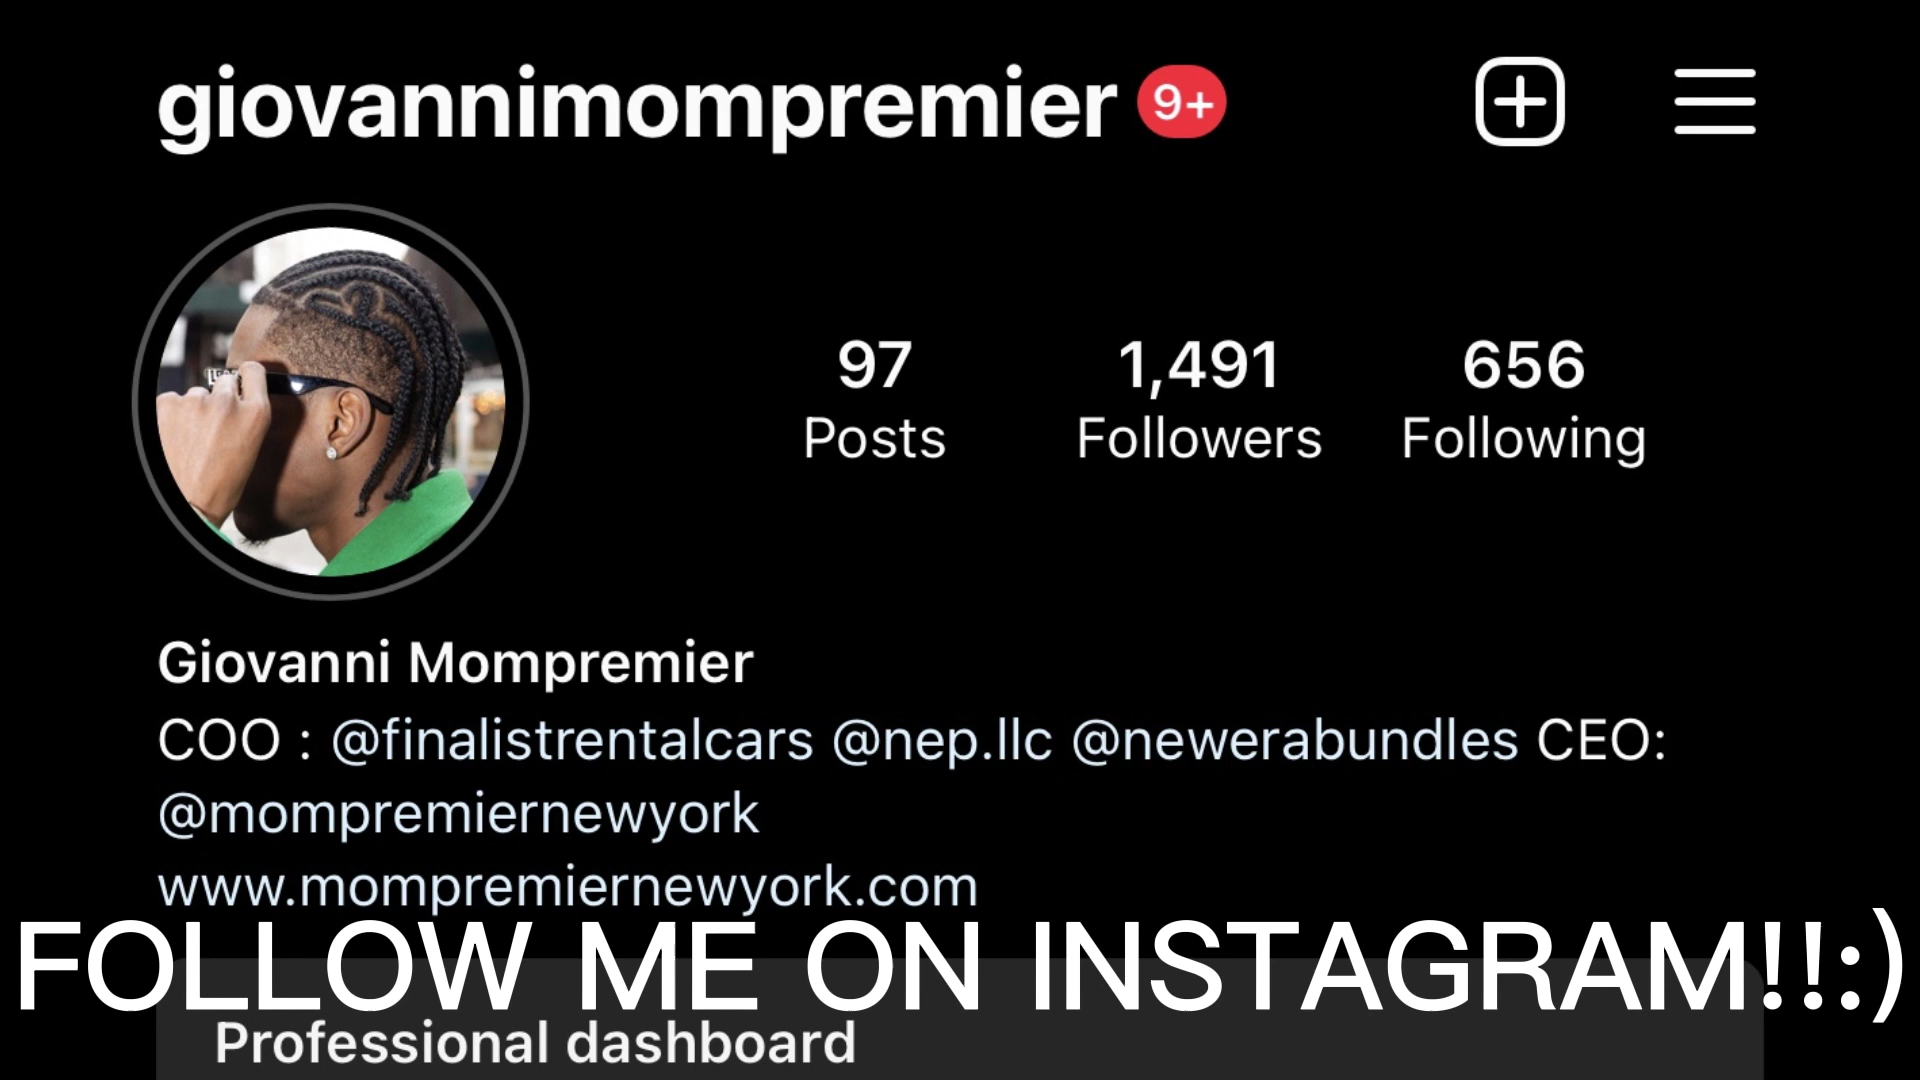 giovannimompremier 9+
97 1,491 656
Posts Followers Following
Giovanni Mompremier
COO : @finalistrentalcars @nep.llc @newerabundles CEO:
@mompremiernewyork
www.mompremiernewyork.com
FOLLOW ME ON INSTAGRAM!!:)
Professional dashboard